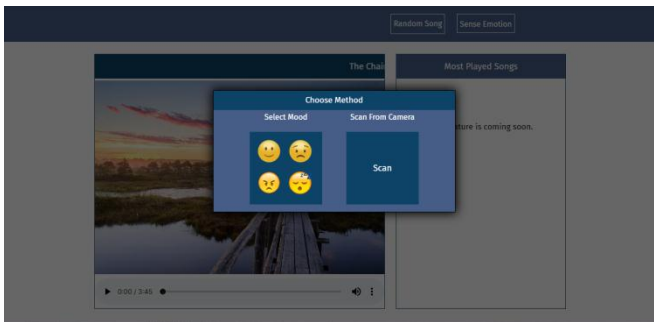 Random Song
Sense Emotion
The Chai
Most Played Songs
Choose Method
Select Mood
Scan From Camera
ture is coming soon.
Scan
0:00 / 3:46